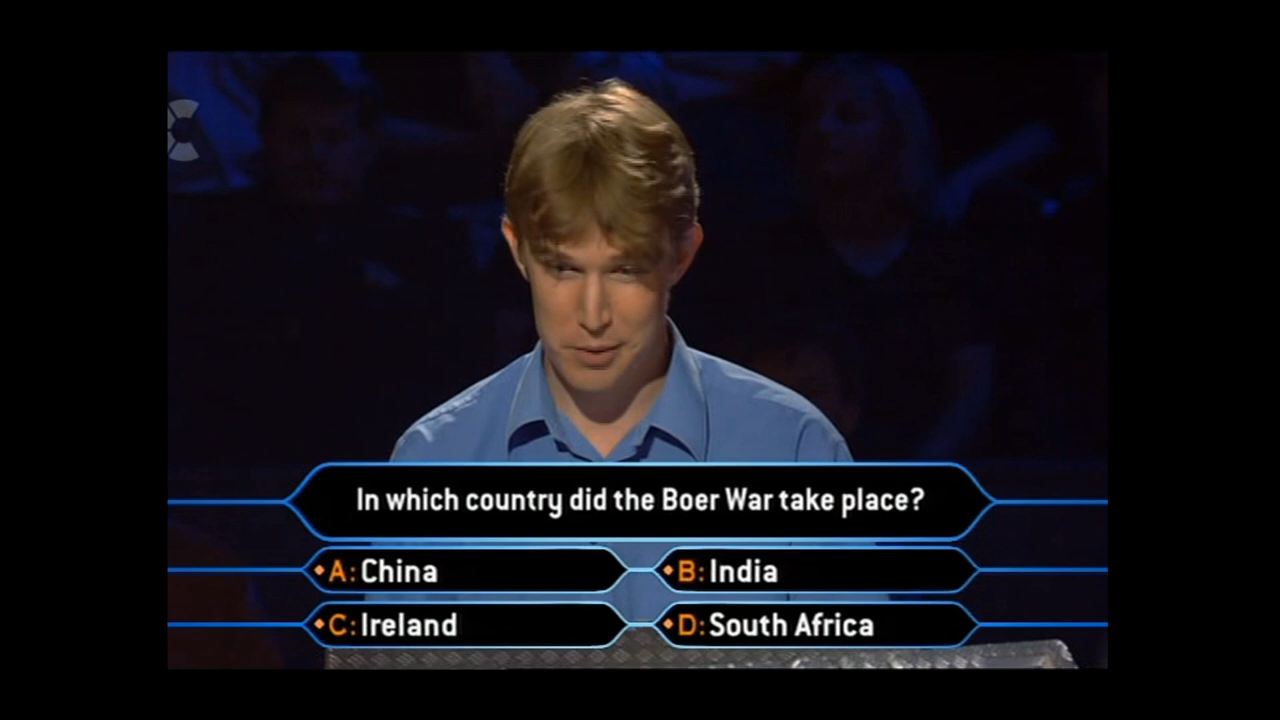 In which country did the Boer War take place?
A: China
B: India
C: Ireland
D: South Africa